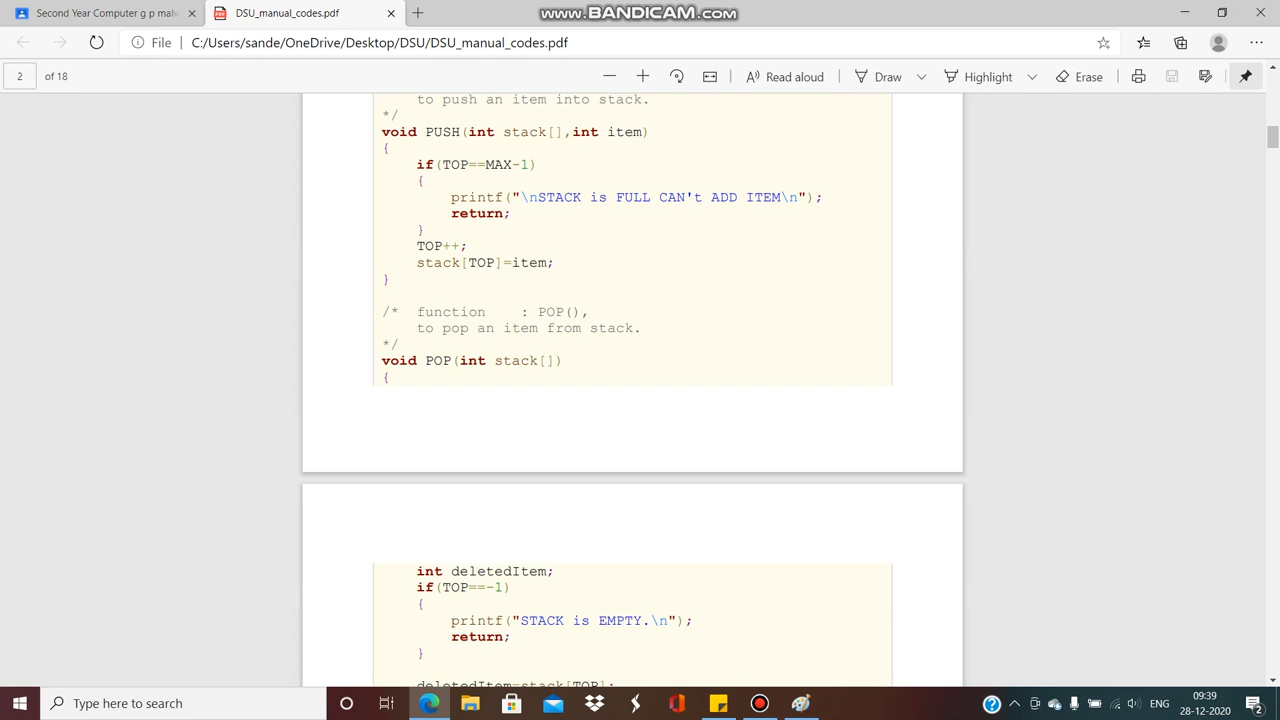 Second Year Computer g p malv
DSU_manual_codes.pdf
WWW.BANDICAM.COM
File
C:/Users/sande/OneDrive/Desktop/DSU/DSU_manual_codes.pdf
2 of 18
Read aloud
Draw
Highlight
Erase
to push an item into stack.
*/
void PUSH(int stack[],int item)
{
if(TOP==MAX-1)
{
printf("\nSTACK is FULL CAN't ADD ITEM\n");
return;
}
TOP++;
stack[TOP]=item;
}
/* function : POP(),
to pop an item from stack.
*/
void POP(int stack[])
{
int deletedItem;
if(TOP==-1)
{
printf("STACK is EMPTY.\n");
return;
}
deletedItem=stack[TOP];
Type here to search
ENG
09:39
28-12-2020